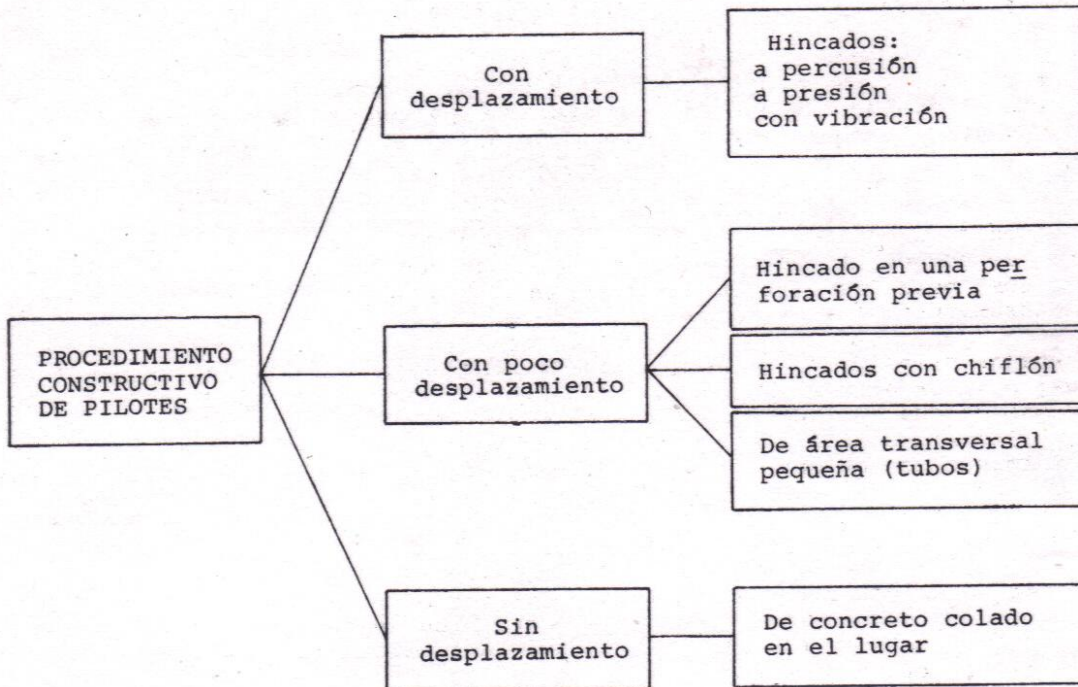 PROCEDIMIENTO
CONSTRUCTIVO
DE PILOTES
Con
desplazamiento
Hincados:
a percusión
a presión
con vibración
Con poco
desplazamiento
Hincado en una per
foración previa
Hincados con chiflón
De área transversal
pequeña (tubos)
Sin
desplazamiento
De concreto colado
en el lugar